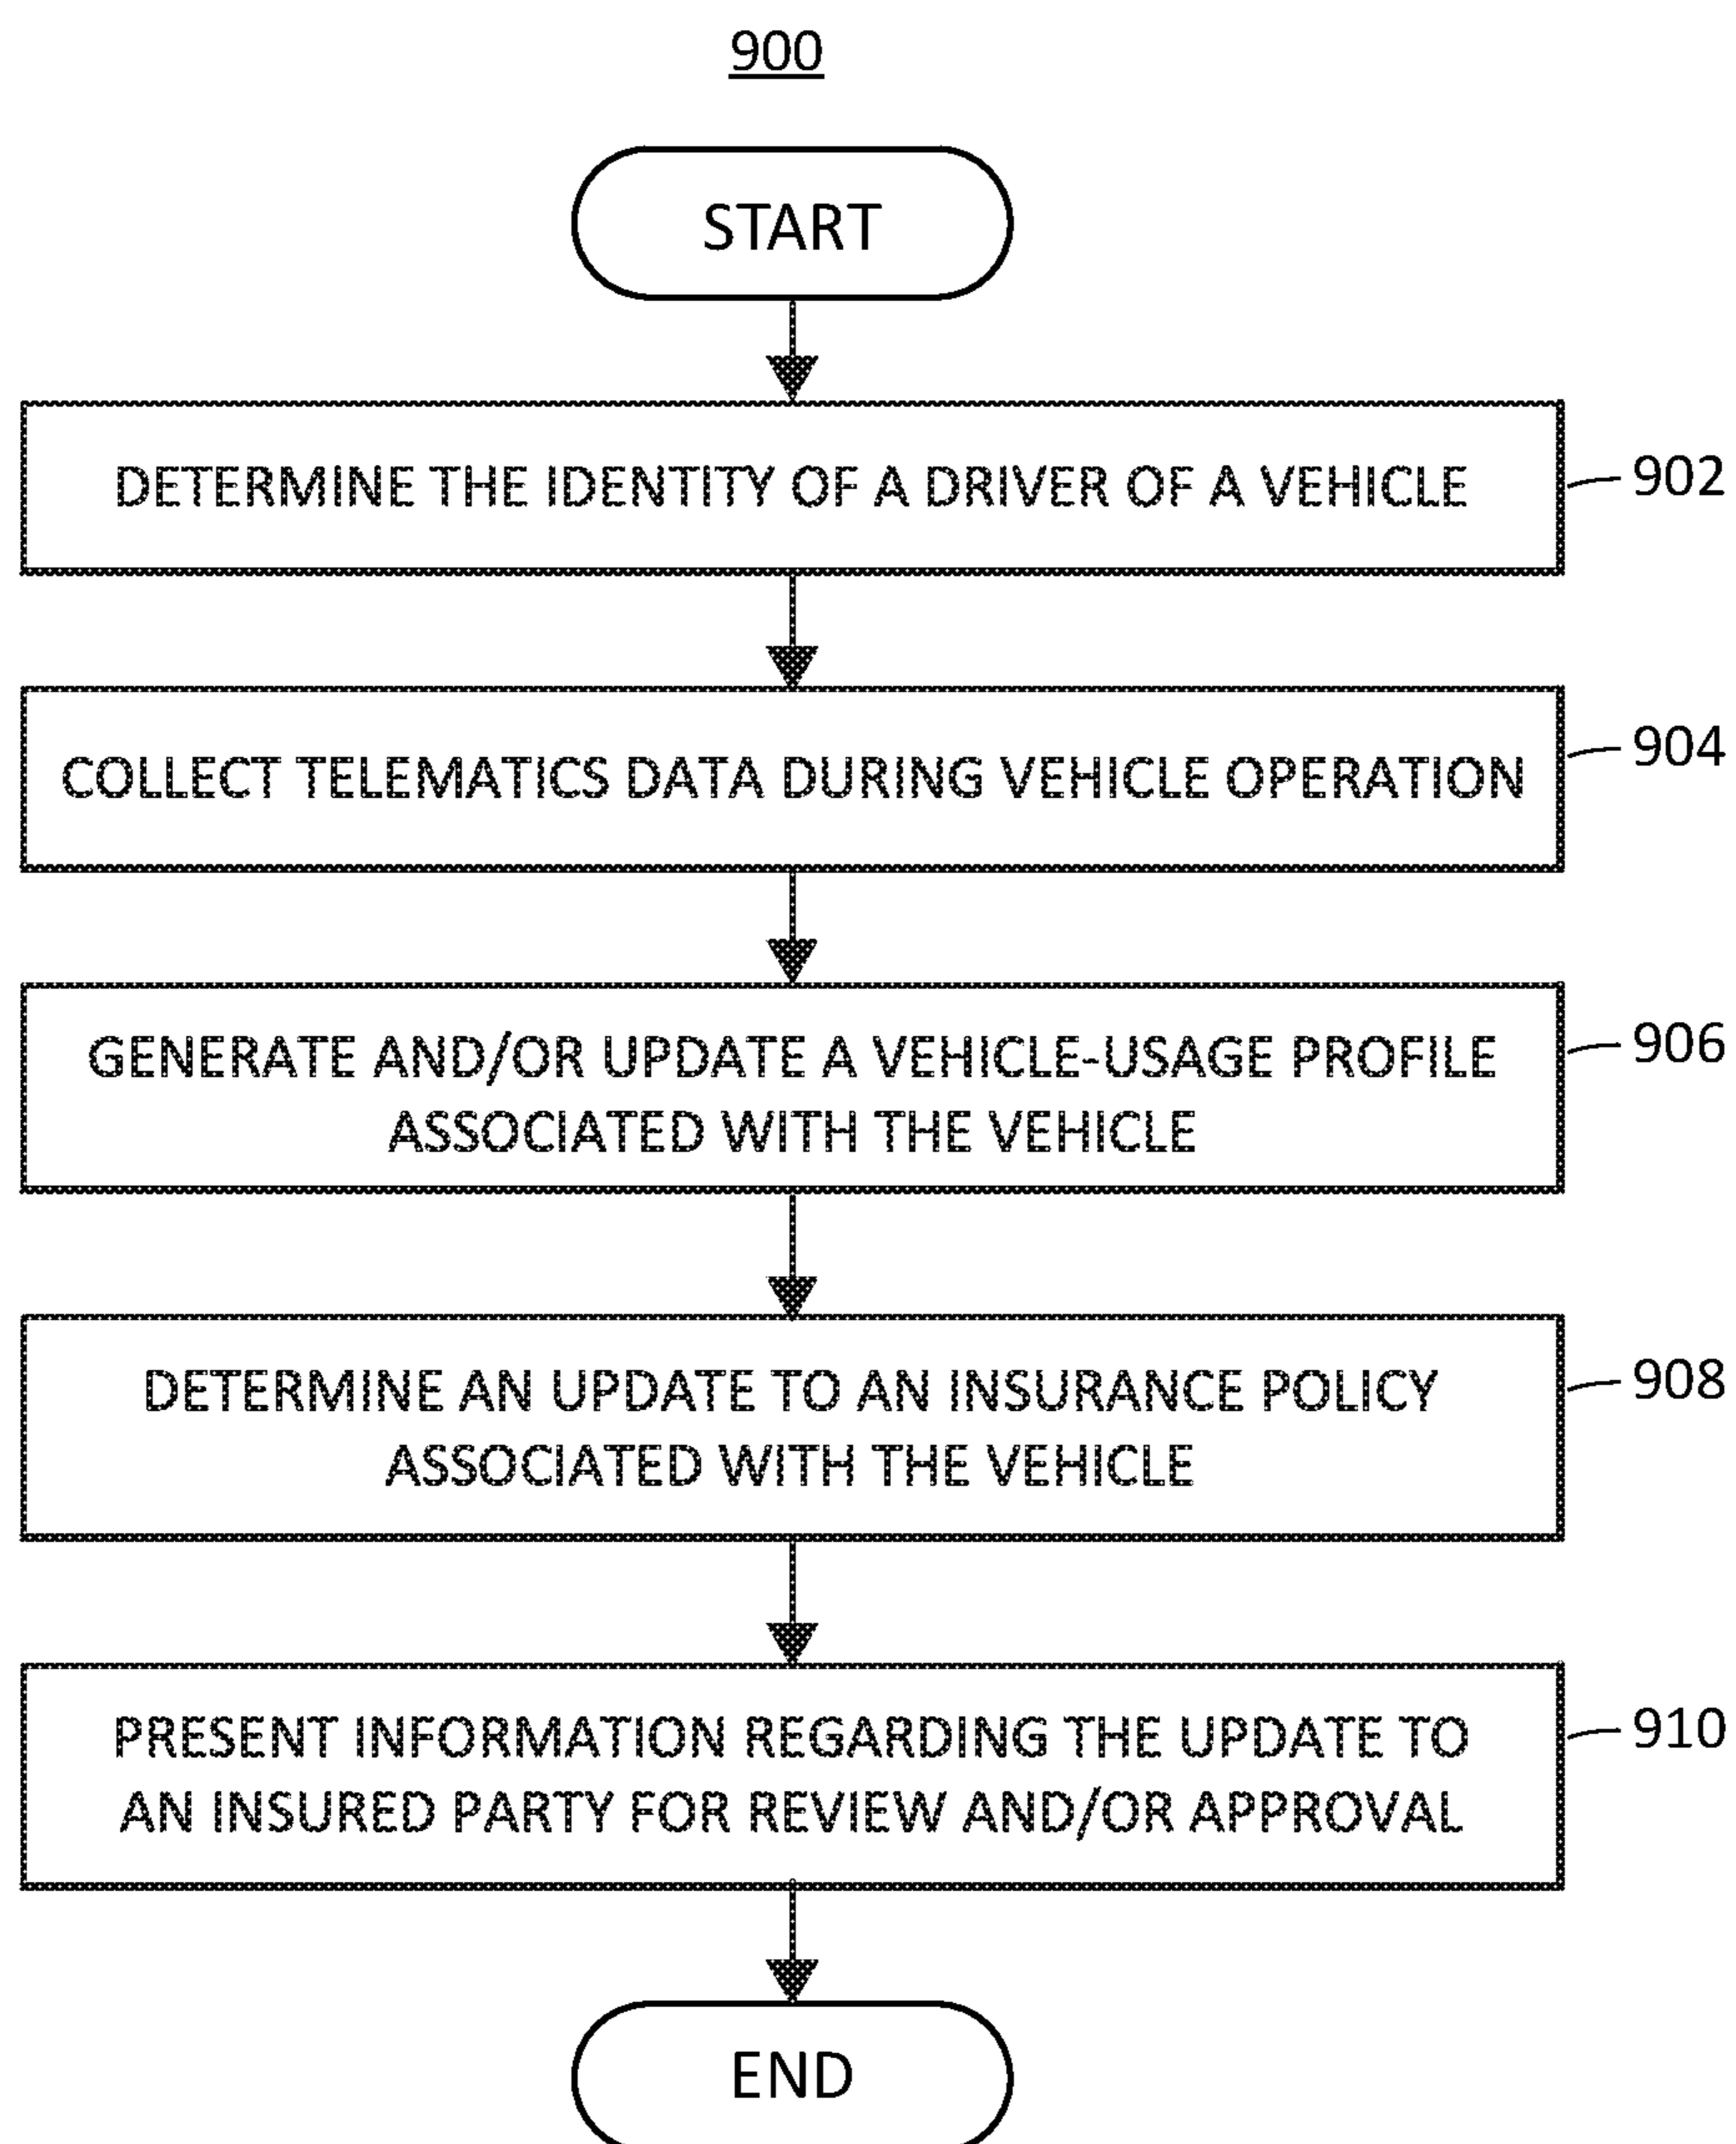 900
START
DETERMINE THE IDENTITY OF A DRIVER OF A VEHICLE
902
COLLECT TELEMATICS DATA DURING VEHICLE OPERATION
904
GENERATE AND/OR UPDATE A VEHICLE-USAGE PROFILE
ASSOCIATED WITH THE VEHICLE
906
DETERMINE AN UPDATE TO AN INSURANCE POLICY
ASSOCIATED WITH THE VEHICLE
908
PRESENT INFORMATION REGARDING THE UPDATE TO
AN INSURED PARTY FOR REVIEW AND/OR APPROVAL
910
END